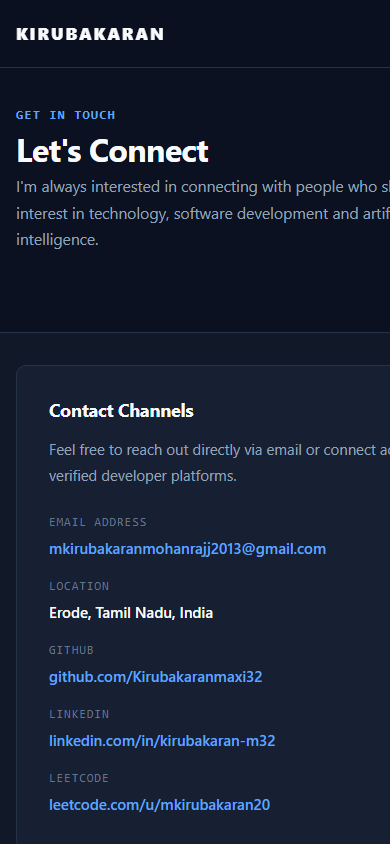 KIRUBAKARAN
GET IN TOUCH
Let's Connect
I'm always interested in connecting with people who
interest in technology, software development and
intelligence.
Contact Channels
Feel free to reach out directly via email or connect
verified developer platforms.
EMAIL ADDRESS
mkirubakaranmohanrajj2013@gmail.com
LOCATION
Erode, Tamil Nadu, India
GITHUB
github.com/Kirubakaranmaxi32
LINKEDIN
linkedin.com/in/kirubakaran-m32
LEETCODE
leetcode.com/u/mkirubakaran20